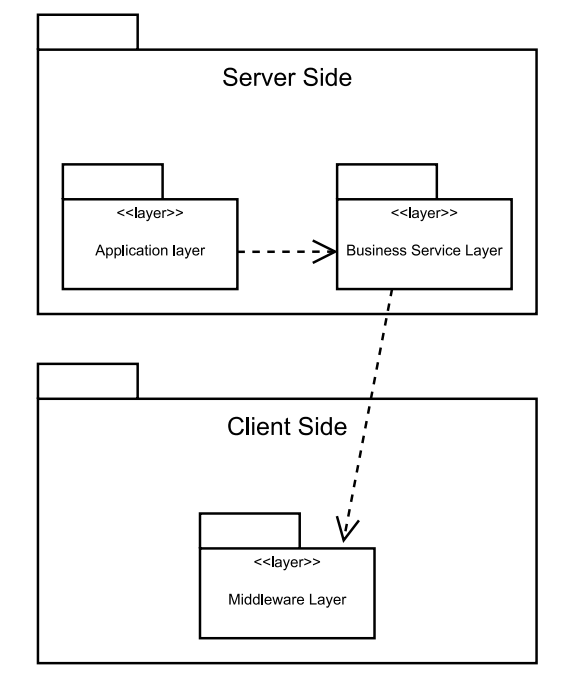 Server Side
<<layer>>
Application layer
<<layer>>
Business Service Layer
Client Side
<<layer>>
Middleware Layer